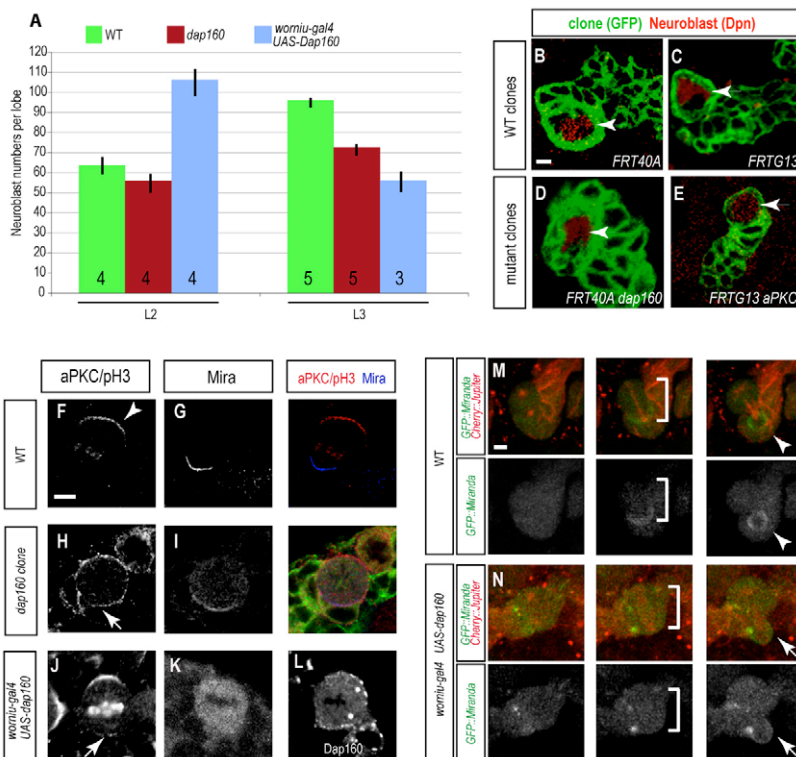 A
WT
dap160
worniu-gal4
UAS-Dap160
Neuroblast numbers per lobe
120
110
100
90
80
70
60
50
40
30
20
10
0
4
4
4
5
5
3
L2
L3
clone (GFP) Neuroblast (Dpn)
WT clones
B
FRT40A
C
FRTG13
mutant clones
D
FRT40A dap160
E
FRTG13 aPKC
aPKC/pH3
Mira
aPKC/pH3 Mira
WT
F
G
dap160 clone
H
I
worniu-gal4
UAS-dap160
J
K
L
Dap160
WT
GFP::Miranda
Cherry::Jupiter
M
GFP::Miranda
worniu-gal4 UAS-dap160
GFP::Miranda
Cherry::Jupiter
N
GFP::Miranda